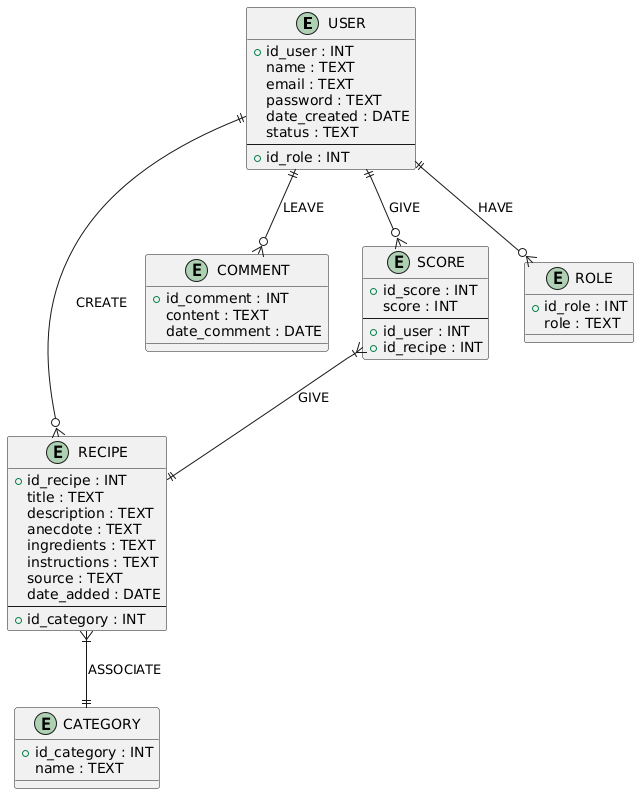 E USER
id_user : INT
name : TEXT
email : TEXT
password : TEXT
date_created : DATE
status : TEXT
id_role : INT
LEAVE
GIVE
HAVE
E COMMENT
id_comment : INT
content : TEXT
date_comment : DATE
E SCORE
id_score : INT
score : INT
id_user : INT
id_recipe : INT
E ROLE
id_role : INT
role : TEXT
CREATE
GIVE
E RECIPE
id_recipe : INT
title : TEXT
description : TEXT
anecdote : TEXT
ingredients : TEXT
instructions : TEXT
source : TEXT
date_added : DATE
id_category : INT
ASSOCIATE
E CATEGORY
id_category : INT
name : TEXT